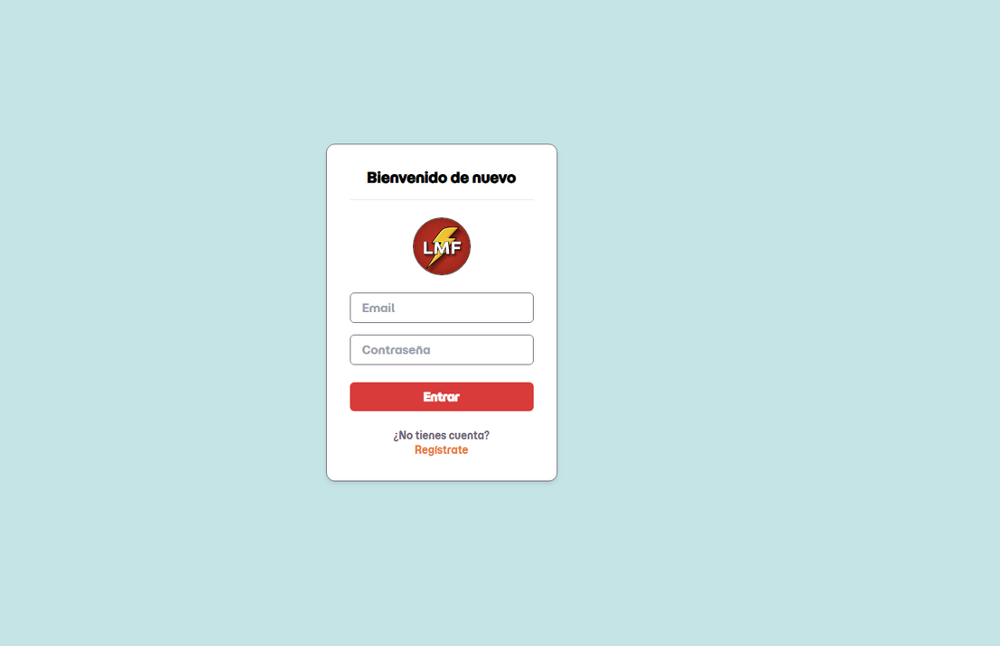 Bienvenido de nuevo
LMF
Email
Contraseña
Entrar
¿No tienes cuenta?
Regístrate